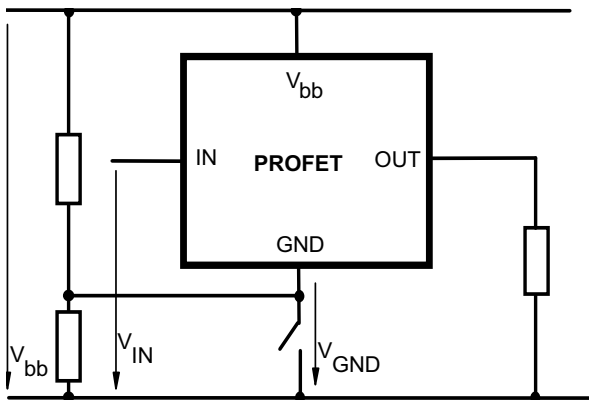 Vbb
IN
PROFET
OUT
GND
Vbb
VIN
VGND